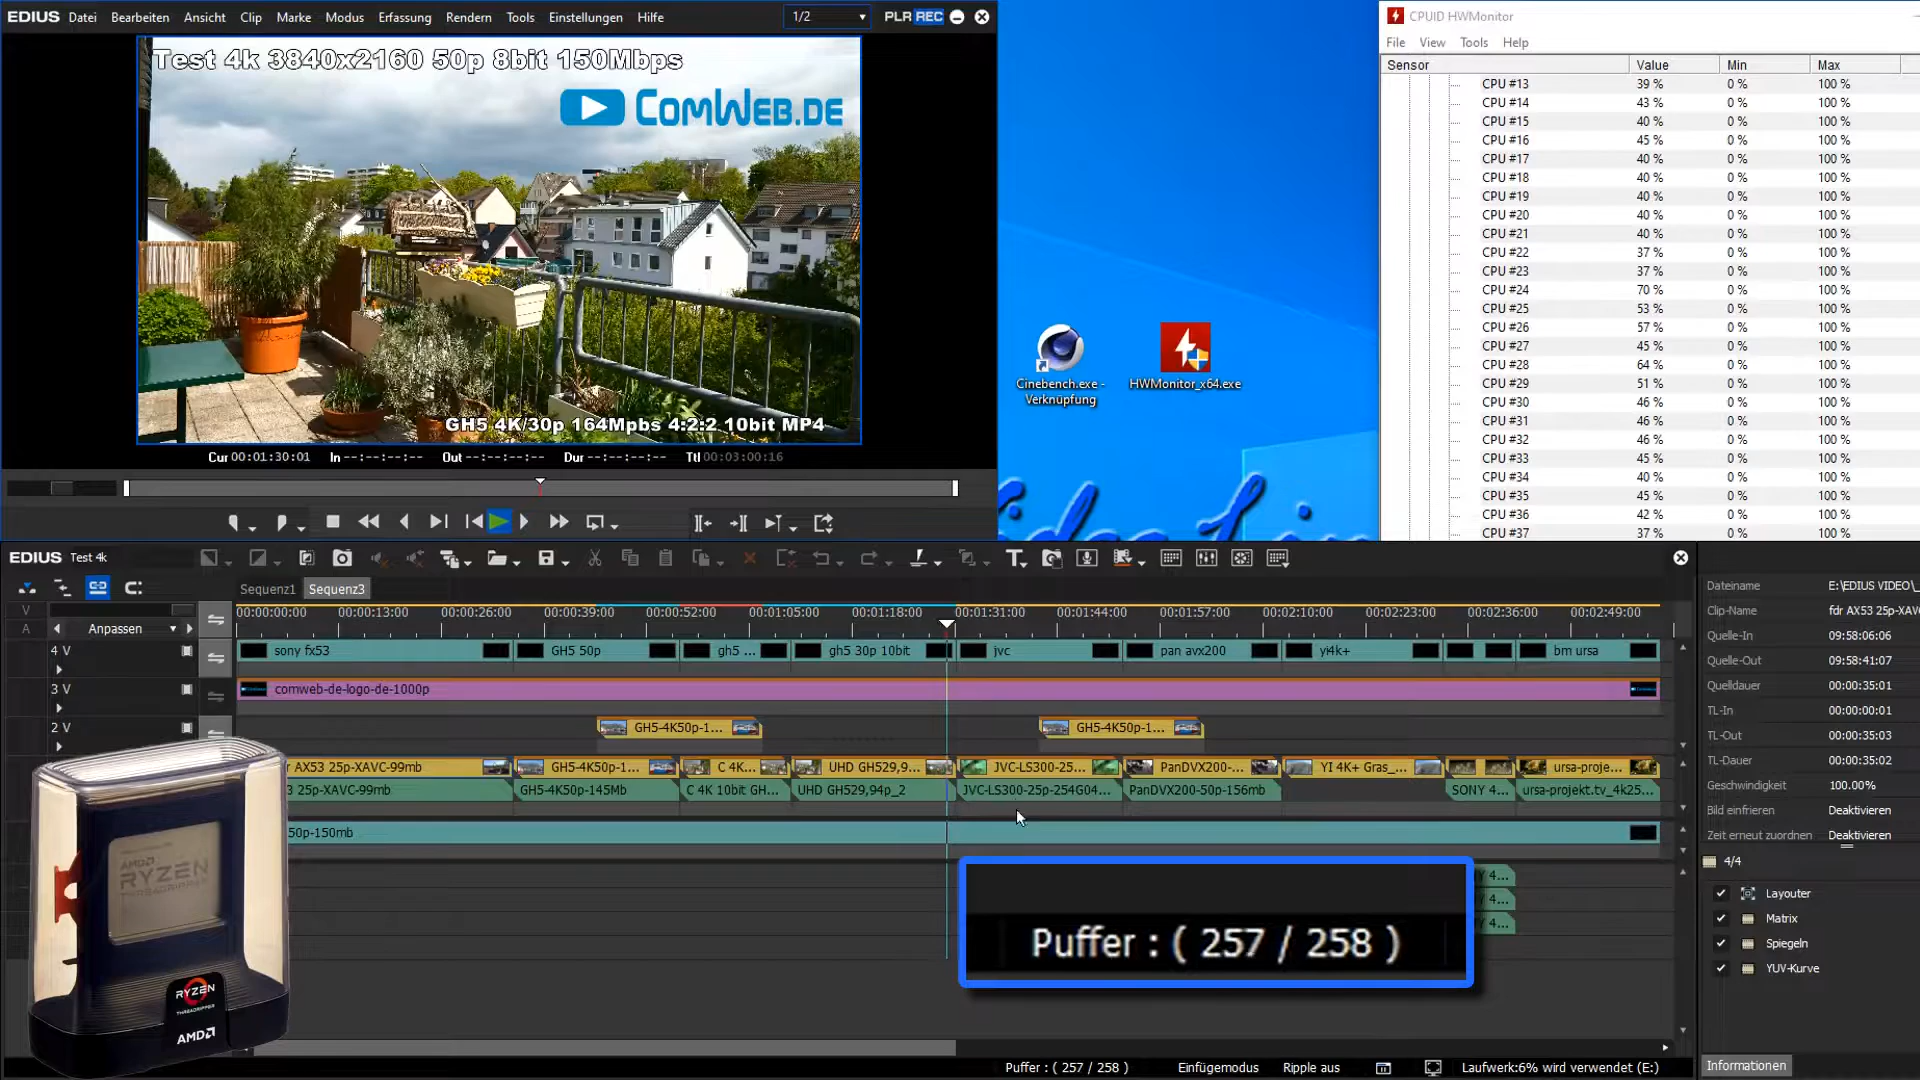 EDIUS Datei Bearbeiten Ansicht Clip Marke Modus Erfassung Rendern Tools Einstellungen Hilfe 1/2 PLR REC
Test 4k 3840x2160 50p 8bit 150Mbps
COMWEB.DE
GH5 4K/30p 164Mpbs 4:2:2 10bit MP4
Cur 00:01:30:01 In --:--:--:-- Out --:--:--:-- Dur --:--:--:-- Ttl 00:03:00:16
Cinebench.exe - Verknüpfung
HWMonitor_x64.exe
CPUID HWMonitor
File View Tools Help
Sensor Value Min Max
CPU #13 39 % 0 % 100 %
CPU #14 43 % 0 % 100 %
CPU #15 40 % 0 % 100 %
CPU #16 45 % 0 % 100 %
CPU #17 40 % 0 % 100 %
CPU #18 40 % 0 % 100 %
CPU #19 40 % 0 % 100 %
CPU #20 40 % 0 % 100 %
CPU #21 40 % 0 % 100 %
CPU #22 37 % 0 % 100 %
CPU #23 37 % 0 % 100 %
CPU #24 70 % 0 % 100 %
CPU #25 53 % 0 % 100 %
CPU #26 57 % 0 % 100 %
CPU #27 45 % 0 % 100 %
CPU #28 64 % 0 % 100 %
CPU #29 51 % 0 % 100 %
CPU #30 46 % 0 % 100 %
CPU #31 46 % 0 % 100 %
CPU #32 46 % 0 % 100 %
CPU #33 45 % 0 % 100 %
CPU #34 40 % 0 % 100 %
CPU #35 45 % 0 % 100 %
CPU #36 42 % 0 % 100 %
CPU #37 37 % 0 % 100 %
EDIUS Test 4k
Sequenz1 Sequenz3
V
A Anpassen
00:00:00:00 00:00:13:00 00:00:26:00 00:00:39:00 00:00:52:00 00:01:05:00 00:01:18:00 00:01:31:00 00:01:44:00 00:01:57:00 00:02:10:00 00:02:23:00 00:02:36:00 00:02:49:00
4 V sony fx53 GH5 50p gh5 ... gh5 30p 10bit jvc pan avx200 yi4k+ bm ursa
3 V comweb-de-logo-de-1000p
2 V GH5-4K50p-1... GH5-4K50p-1...
r AX53 25p-XAVC-99mb GH5-4K50p-1... C 4K... UHD GH529,9... JVC-LS300-25... PanDVX200-... YI 4K+ Gras_... ursa-proje...
3 25p-XAVC-99mb GH5-4K50p-145Mb C 4K 10bit GH... UHD GH529,94p_2 JVC-LS300-25p-254G04... PanDVX200-50p-156mb SONY 4... ursa-projekt.tv_4k25...
50p-150mb
Y 4...
4...
4...
Puffer : ( 257 / 258 )
AMD RYZEN THREADRIPPER
RYZEN
THREADRIPPER
AMD
Dateiname E:\EDIUS VIDEO\_
Clip-Name fdr AX53 25p-XAVC
Quelle-In 09:58:06:06
Quelle-Out 09:58:41:07
Quelldauer 00:00:35:01
TL-In 00:00:00:01
TL-Out 00:00:35:03
TL-Dauer 00:00:35:02
Geschwindigkeit 100.00%
Bild einfrieren Deaktivieren
Zeit erneut zuordnen Deaktivieren
4/4
Layouter
Matrix
Spiegeln
YUV-Kurve
Informationen
Puffer : ( 257 / 258 ) Einfügemodus Ripple aus Laufwerk:6% wird verwendet (E:)